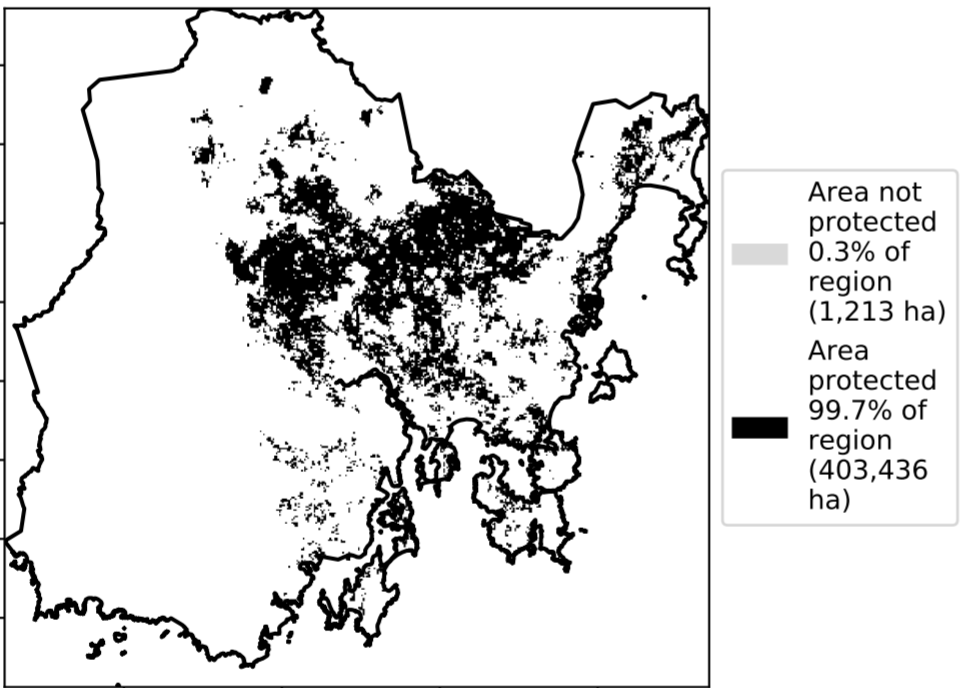 Area not
protected
0.3% of
region
(1,213 ha)
Area
protected
99.7% of
region
(403,436
ha)